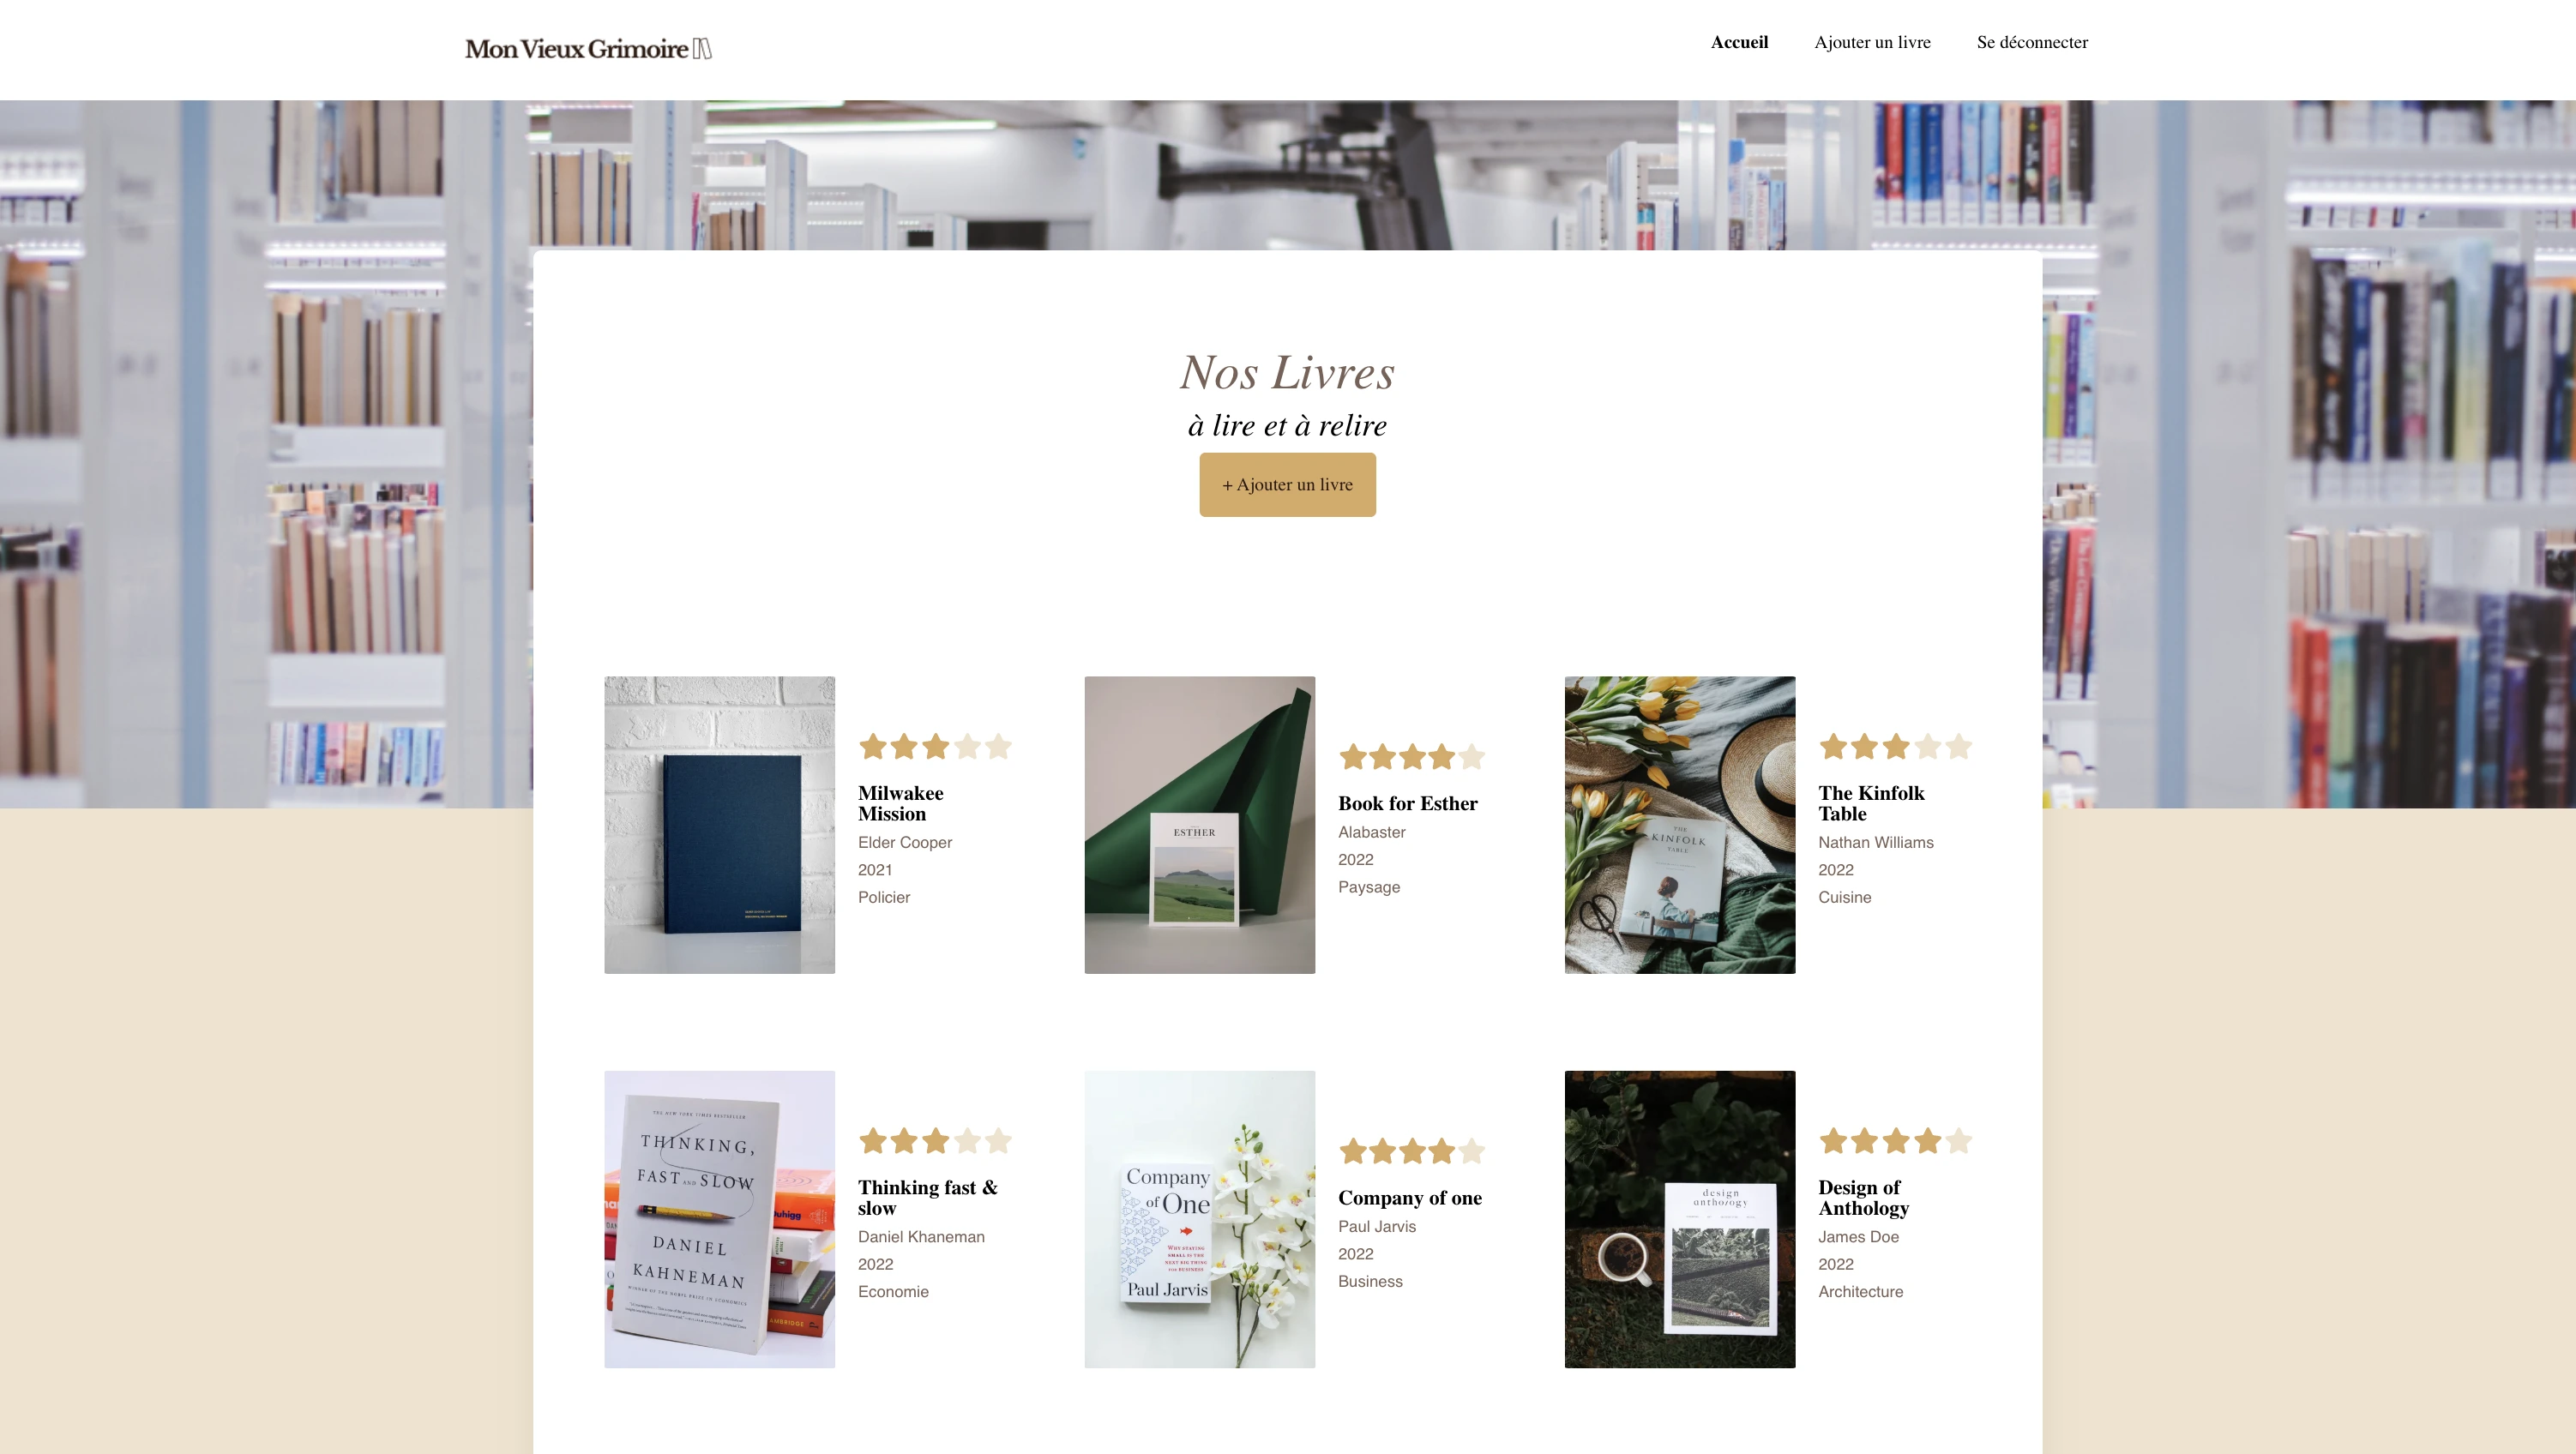 Mon Vieux Grimoire
Accueil
Ajouter un livre
Se déconnecter
Nos Livres
à lire et à relire
+ Ajouter un livre
Milwakee
Mission
Elder Cooper
2021
Policier
ESTHER
Book for Esther
Alabaster
2022
Paysage
THE
KINFOLK
TABLE
The Kinfolk
Table
Nathan Williams
2022
Cuisine
THE NEW YORK TIMES BESTSELLER
THINKING,
FAST AND SLOW
DANIEL
KAHNEMAN
WINNER OF THE NOBEL PRIZE IN ECONOMICS
Duhigg
AMBRIDGE
Thinking fast &
slow
Daniel Khaneman
2022
Economie
Company
of One
WHY STAYING
SMALL IS THE
NEXT BIG THING
FOR BUSINESS
Paul Jarvis
Company of one
Paul Jarvis
2022
Business
design
anthology
Design of
Anthology
James Doe
2022
Architecture